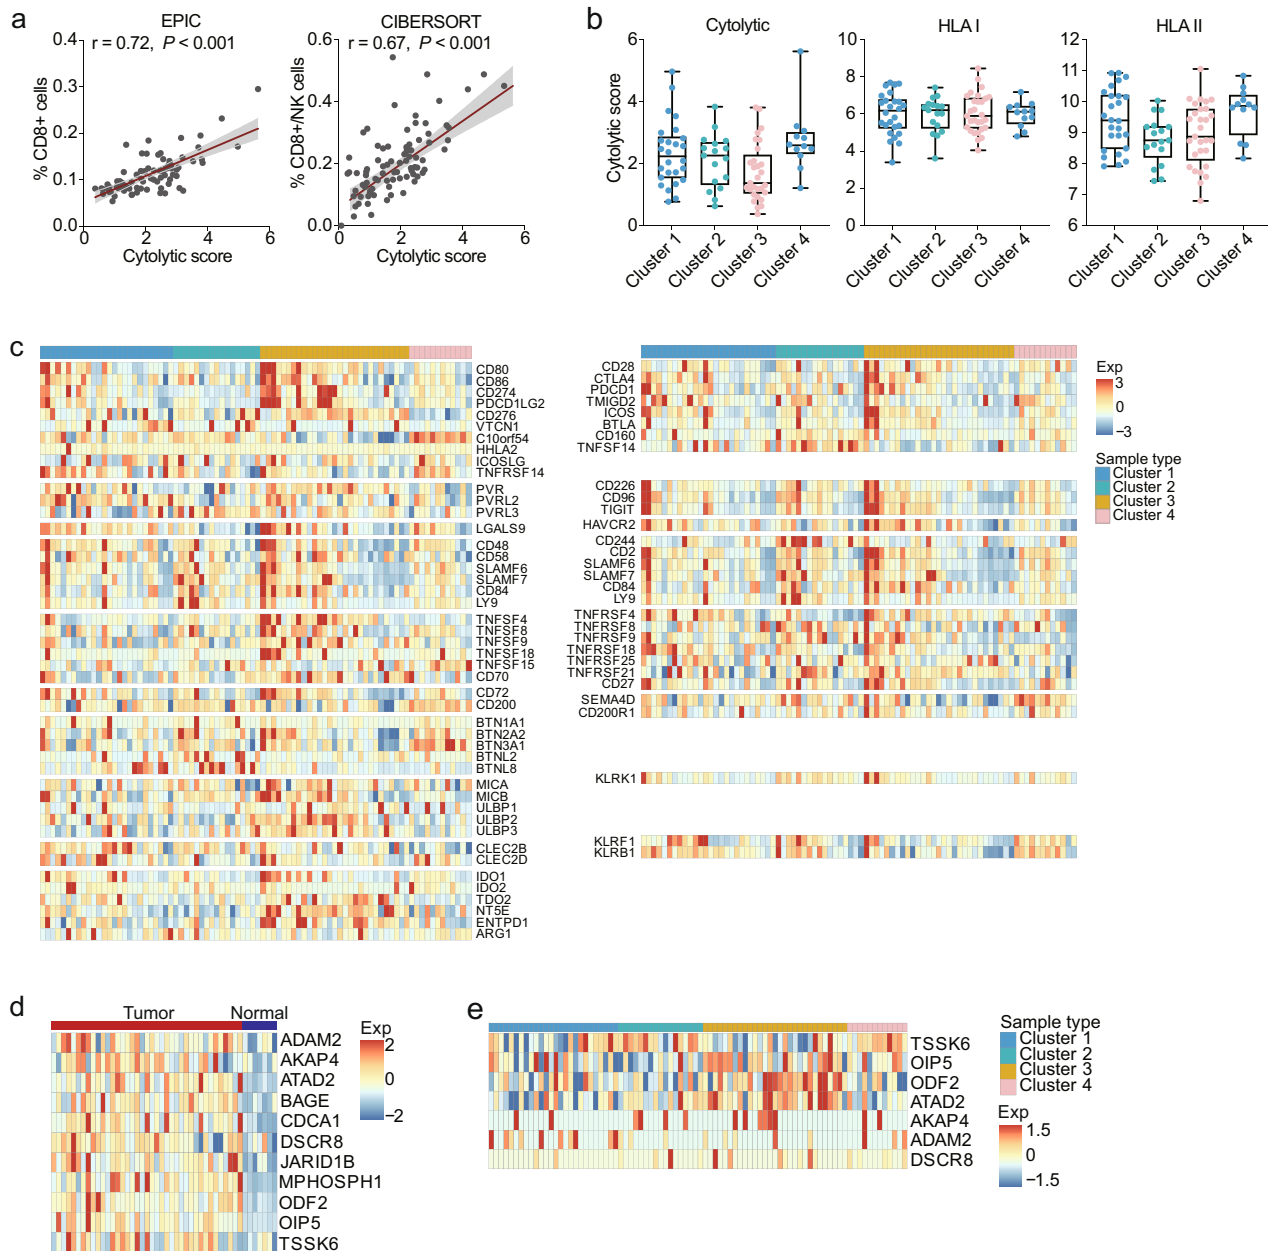 a
EPIC
r = 0.72, P < 0.001
% CD8+ cells
0.4
0.3
0.2
0.1
0.0
0 2 4 6
Cytolytic score
CIBERSORT
r = 0.67, P < 0.001
% CD8+/NK cells
0.6
0.4
0.2
0.0
0 2 4 6
Cytolytic score
b
Cytolytic
Cytolytic score
6
4
2
0
Cluster 1 Cluster 2 Cluster 3 Cluster 4
HLA I
10
8
6
4
2
0
Cluster 1 Cluster 2 Cluster 3 Cluster 4
HLA II
12
11
10
9
8
7
6
Cluster 1 Cluster 2 Cluster 3 Cluster 4
c
CD80
CD86
CD274
PDCD1LG2
CD276
VTCN1
C10orf54
HHLA2
ICOSLG
TNFRSF14
PVR
PVRL2
PVRL3
LGALS9
CD48
CD58
SLAMF6
SLAMF7
CD84
LY9
TNFSF4
TNFSF8
TNFSF9
TNFSF18
TNFSF15
CD70
CD72
CD200
BTN1A1
BTN2A2
BTN3A1
BTNL2
BTNL8
MICA
MICB
ULBP1
ULBP2
ULBP3
CLEC2B
CLEC2D
IDO1
IDO2
TDO2
NT5E
ENTPD1
ARG1
CD28
CTLA4
PDCD1
TMIGD2
ICOS
BTLA
CD160
TNFSF14
CD226
CD96
TIGIT
HAVCR2
CD244
CD2
SLAMF6
SLAMF7
CD84
LY9
TNFRSF4
TNFRSF8
TNFRSF9
TNFRSF18
TNFRSF25
TNFRSF21
CD27
SEMA4D
CD200R1
KLRK1
KLRF1
KLRB1
Exp
3
0
−3
Sample type
Cluster 1
Cluster 2
Cluster 3
Cluster 4
d
Tumor Normal
ADAM2
AKAP4
ATAD2
BAGE
CDCA1
DSCR8
JARID1B
MPHOSPH1
ODF2
OIP5
TSSK6
Exp
2
0
−2
e
TSSK6
OIP5
ODF2
ATAD2
AKAP4
ADAM2
DSCR8
Sample type
Cluster 1
Cluster 2
Cluster 3
Cluster 4
Exp
1.5
0
−1.5